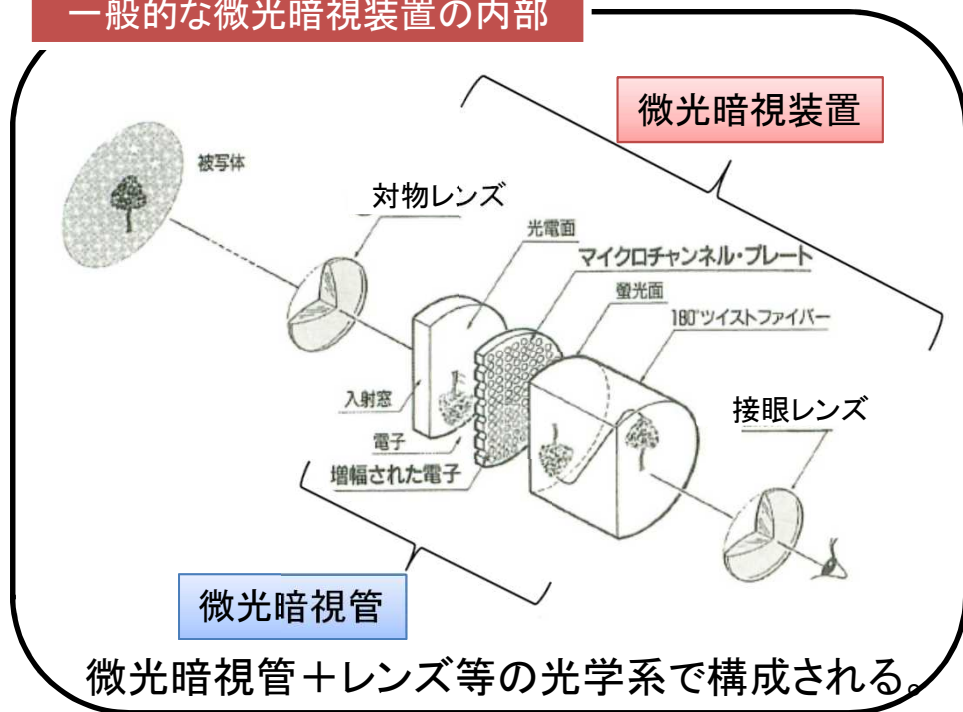 一般的な微光暗視装置の内部
微光暗視装置
被写体
対物レンズ
光電面
マイクロチャンネル・プレート
螢光面
180°ツイストファイバー
入射窓
電子
増幅された電子
接眼レンズ
微光暗視管
微光暗視管＋レンズ等の光学系で構成される。